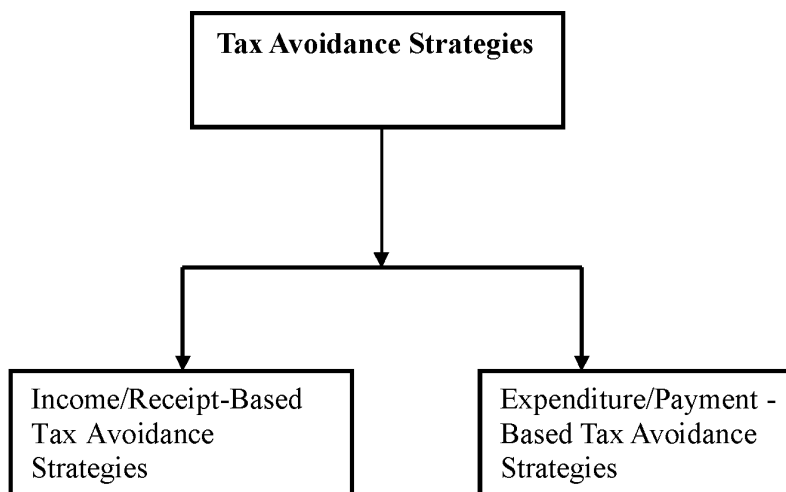 Tax Avoidance Strategies
Income/Receipt-Based
Tax Avoidance
Strategies
Expenditure/Payment -
Based Tax Avoidance
Strategies